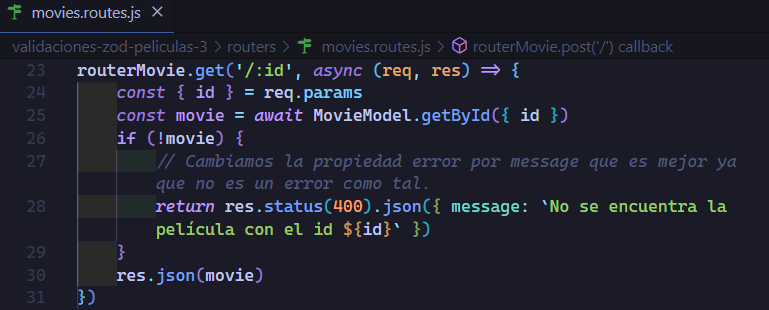 movies.routes.js
validaciones-zod-peliculas-3 > routers > movies.routes.js > routerMovie.post('/') callback
23 routerMovie.get('/:id', async (req, res) => {
24 const { id } = req.params
25 const movie = await MovieModel.getById({ id })
26 if (!movie) {
27 // Cambiamos la propiedad error por message que es mejor ya
que no es un error como tal.
28 return res.status(400).json({ message: `No se encuentra la
película con el id ${id}` })
29 }
30 res.json(movie)
31 })